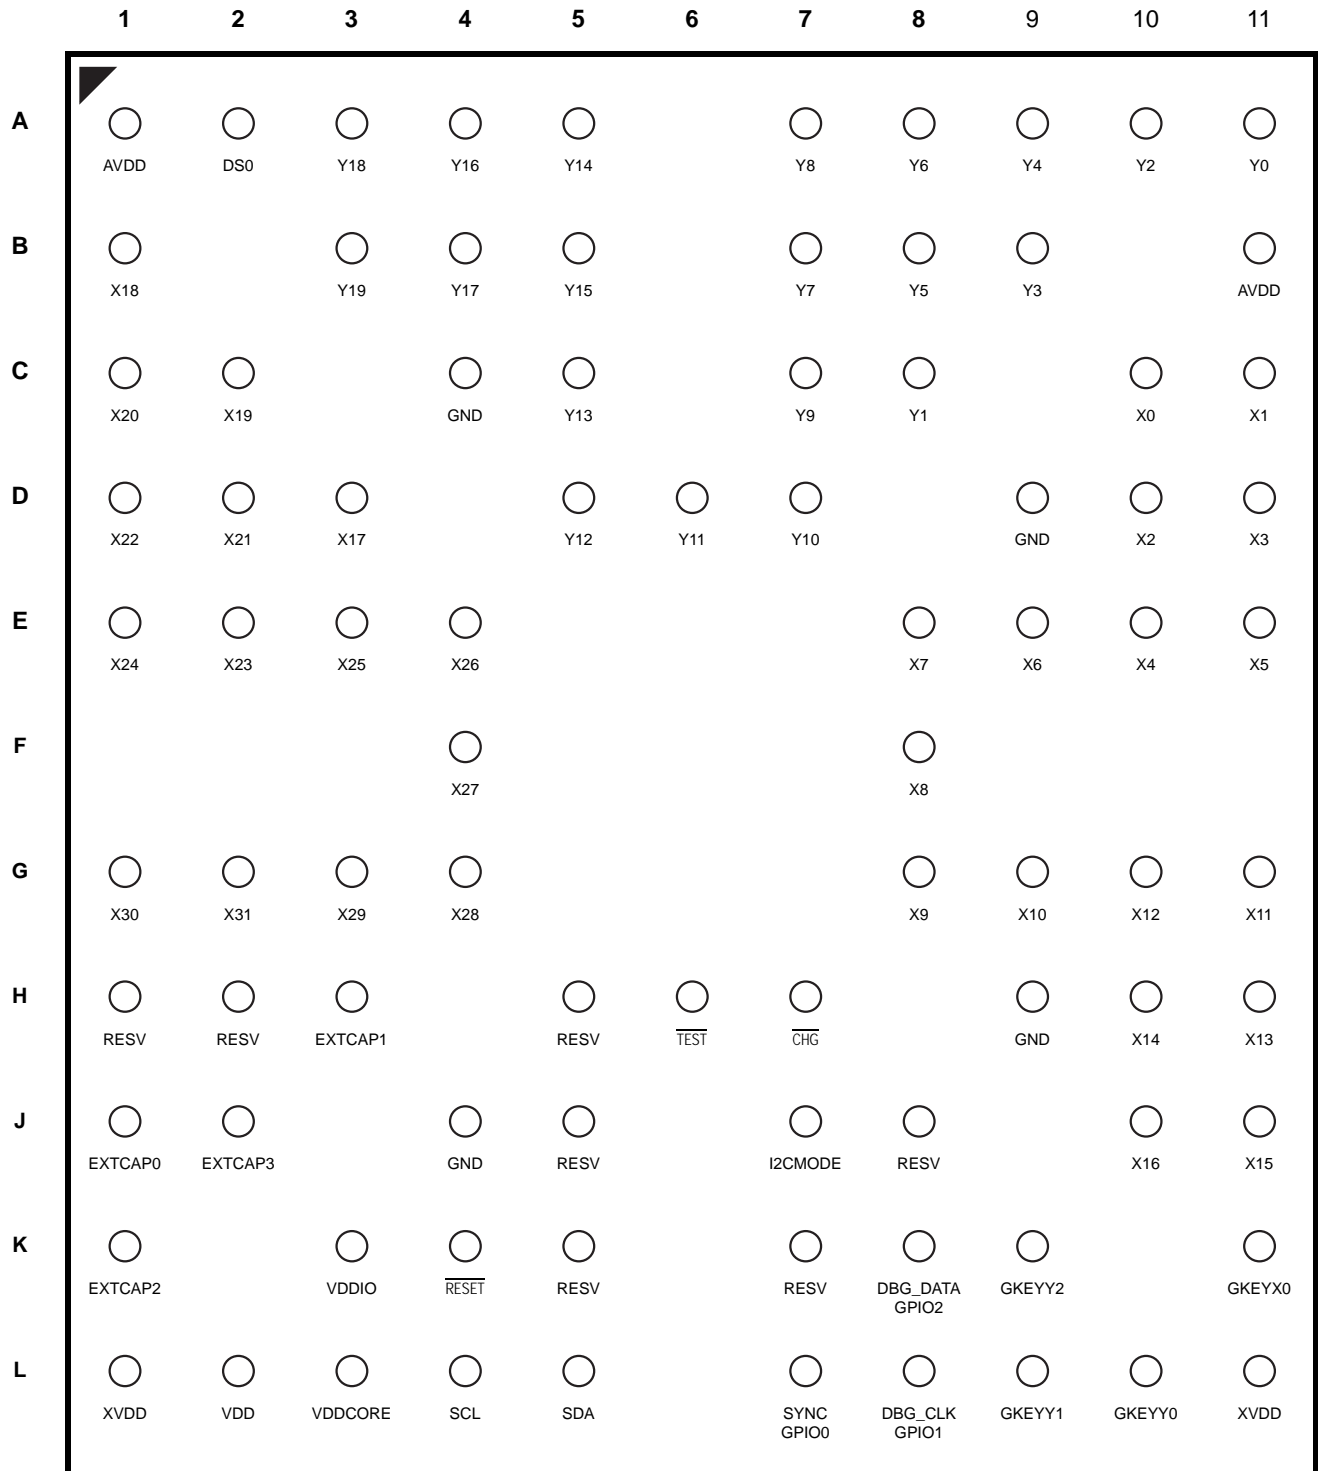 1 2 3 4 5 6 7 8 9 10 11
A
AVDD DS0 Y18 Y16 Y14 Y8 Y6 Y4 Y2 Y0
B
X18 Y19 Y17 Y15 Y7 Y5 Y3 AVDD
C
X20 X19 GND Y13 Y9 Y1 X0 X1
D
X22 X21 X17 Y12 Y11 Y10 GND X2 X3
E
X24 X23 X25 X26 X7 X6 X4 X5
F
X27 X8
G
X30 X31 X29 X28 X9 X10 X12 X11
H
RESV RESV EXTCAP1 RESV TEST CHG GND X14 X13
J
EXTCAP0 EXTCAP3 GND RESV I2CMODE RESV X16 X15
K
EXTCAP2 VDDIO RESET RESV RESV DBG_DATA GKEYY2 GKEYX0
GPIO2
L
XVDD VDD VDDCORE SCL SDA SYNC DBG_CLK GKEYY1 GKEYY0 XVDD
GPIO0 GPIO1